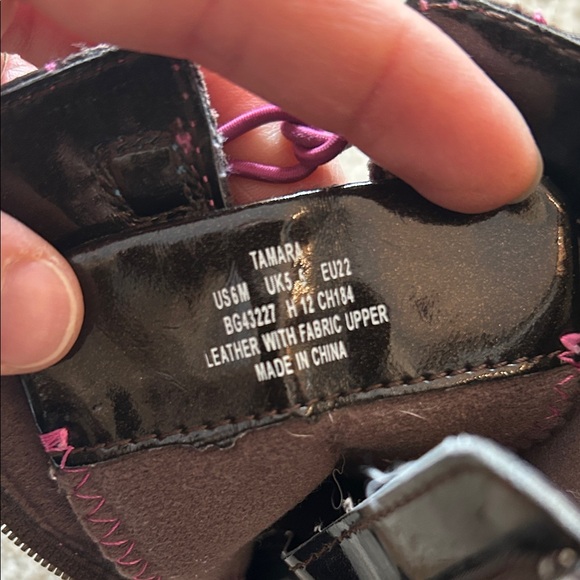 TAMARA
US6M UK5 EU22
BG43227 H 12 CH184
LEATHER WITH FABRIC UPPER
MADE IN CHINA